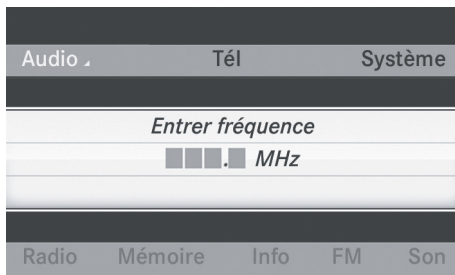 Audio Tél Système
Entrer fréquence
. MHz
Radio Mémoire Info FM Son